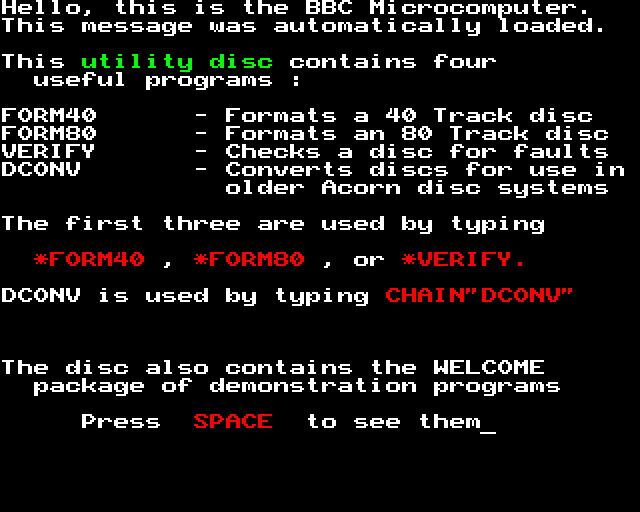 Hello, this is the BBC Microcomputer.
This message was automatically loaded.
This utility disc contains four
useful programs :
FORM40 - Formats a 40 Track disc
FORM80 - Formats an 80 Track disc
VERIFY - Checks a disc for faults
DCONV - Converts discs for use in
older Acorn disc systems
The first three are used by typing
*FORM40 , *FORM80 , or *VERIFY.
DCONV is used by typing CHAIN"DCONV"
The disc also contains the WELCOME
package of demonstration programs
Press SPACE to see them_